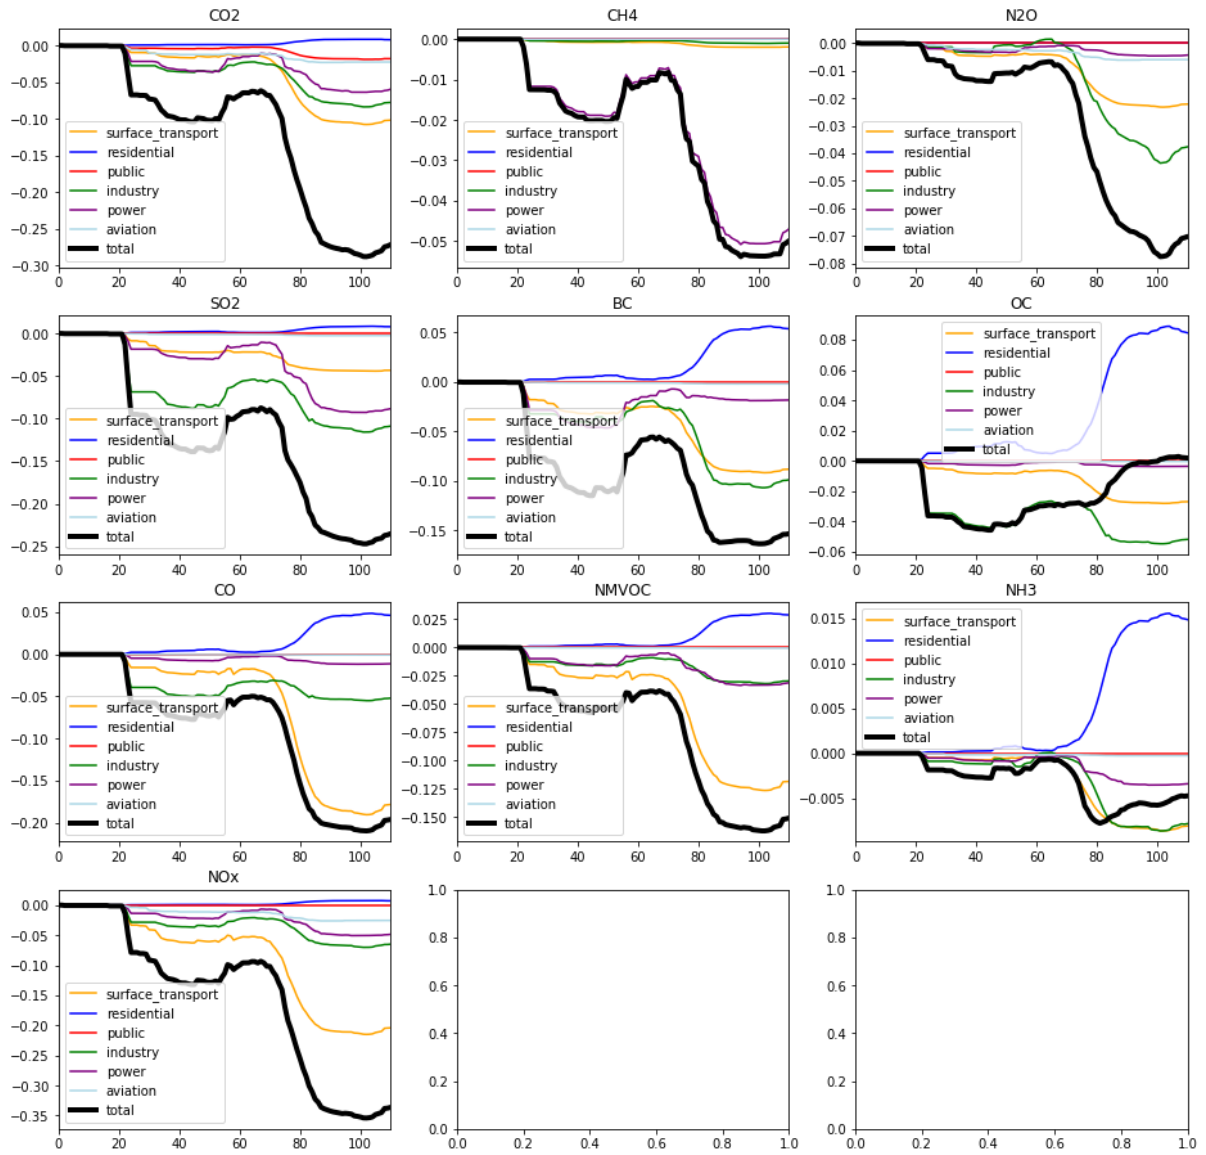 CO2
0.00
−0.05
−0.10
−0.15
−0.20
−0.25
−0.30
surface_transport
residential
public
industry
power
aviation
total
0 20 40 60 80 100
CH4
0.00
−0.01
−0.02
−0.03
−0.04
−0.05
surface_transport
residential
public
industry
power
aviation
total
0 20 40 60 80 100
N2O
0.00
−0.01
−0.02
−0.03
−0.04
−0.05
−0.06
−0.07
−0.08
surface_transport
residential
public
industry
power
aviation
total
0 20 40 60 80 100
SO2
0.00
−0.05
−0.10
−0.15
−0.20
−0.25
surface_transport
residential
public
industry
power
aviation
total
0 20 40 60 80 100
BC
0.05
0.00
−0.05
−0.10
−0.15
surface_transport
residential
public
industry
power
aviation
total
0 20 40 60 80 100
OC
0.08
0.06
0.04
0.02
0.00
−0.02
−0.04
−0.06
surface_transport
residential
public
industry
power
aviation
total
0 20 40 60 80 100
CO
0.05
0.00
−0.05
−0.10
−0.15
−0.20
surface_transport
residential
public
industry
power
aviation
total
0 20 40 60 80 100
NMVOC
0.025
0.000
−0.025
−0.050
−0.075
−0.100
−0.125
−0.150
surface_transport
residential
public
industry
power
aviation
total
0 20 40 60 80 100
NH3
0.015
0.010
0.005
0.000
−0.005
surface_transport
residential
public
industry
power
aviation
total
0 20 40 60 80 100
NOx
0.00
−0.05
−0.10
−0.15
−0.20
−0.25
−0.30
−0.35
surface_transport
residential
public
industry
power
aviation
total
0 20 40 60 80 100
1.0
0.8
0.6
0.4
0.2
0.0
0.0 0.2 0.4 0.6 0.8 1.0
1.0
0.8
0.6
0.4
0.2
0.0
0.0 0.2 0.4 0.6 0.8 1.0